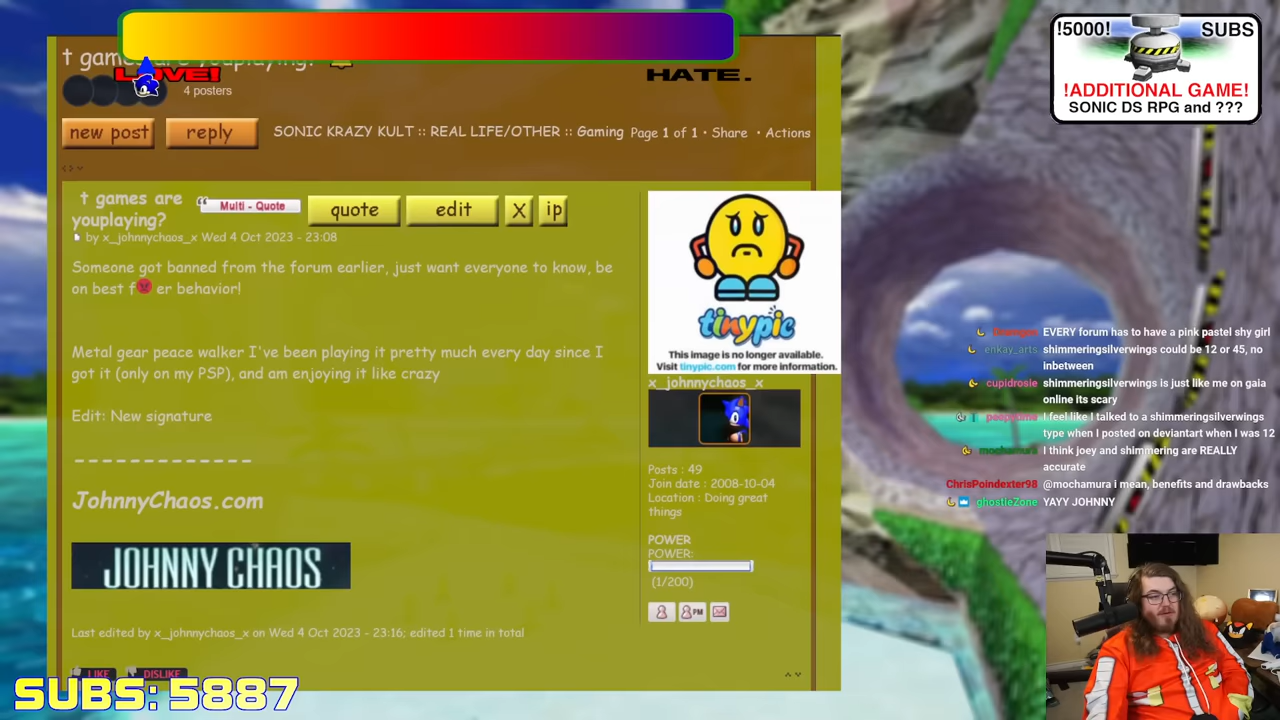 t games are youplaying?
LOVE!
HATE.
4 posters
new post
reply
SONIC KRAZY KULT :: REAL LIFE/OTHER :: Gaming
Page 1 of 1 • Share • Actions
t games are
youplaying?
Multi - Quote
quote
edit
X
ip
by x_johnnychaos_x Wed 4 Oct 2023 - 23:08
Someone got banned from the forum earlier, just want everyone to know, be
on best f er behavior!
Metal gear peace walker I've been playing it pretty much every day since I
got it (only on my PSP), and am enjoying it like crazy
Edit: New signature
- - - - - - - - - - - - -
JohnnyChaos.com
JOHNNY CHAOS
Last edited by x_johnnychaos_x on Wed 4 Oct 2023 - 23:16; edited 1 time in total
LIKE
DISLIKE
tinypic
This image is no longer available.
Visit tinypic.com for more information.
x_johnnychaos_x
Posts : 49
Join date : 2008-10-04
Location : Doing great
things
POWER
POWER:
(1/200)
PM
SUBS: 5887
!5000!
SUBS
!ADDITIONAL GAME!
SONIC DS RPG and ???
EVERY forum has to have a pink pastel shy girl
enkay_arts shimmeringsilverwings could be 12 or 45, no
inbetween
cupidrosie shimmeringsilverwings is just like me on gaia
online its scary
I feel like I talked to a shimmeringsilverwings
type when I posted on deviantart when I was 12
mochamura I think joey and shimmering are REALLY
accurate
ChrisPoindexter98 @mochamura i mean, benefits and drawbacks
ghostieZone YAYY JOHNNY